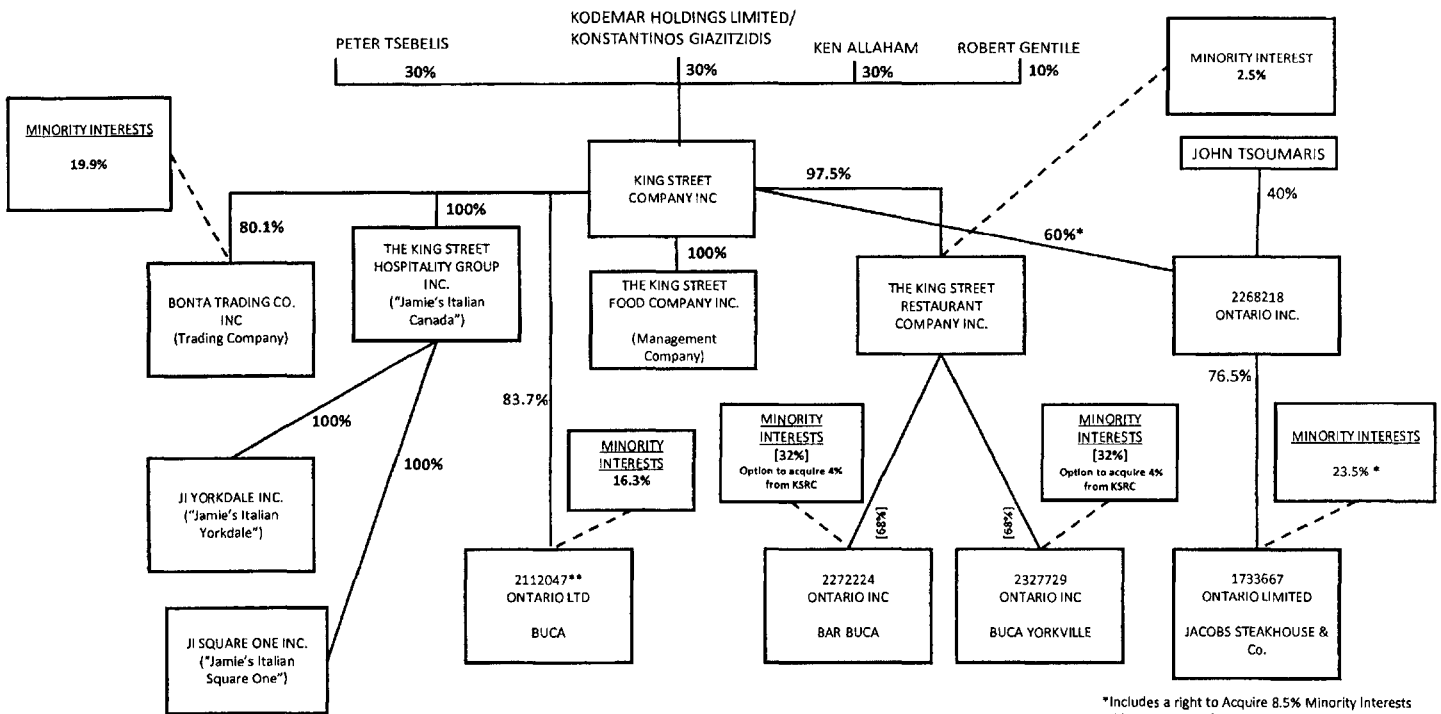 KODEMAR HOLDINGS LIMITED/
KONSTANTINOS GIAZITZIDIS
PETER TSEBELIS
KEN ALLAHAM
ROBERT GENTILE
30%
30%
30%
10%
MINORITY INTEREST
2.5%
MINORITY INTERESTS
19.9%
JOHN TSOUMARIS
40%
KING STREET
COMPANY INC
97.5%
60%*
80.1%
100%
100%
BONTA TRADING CO.
INC
(Trading Company)
THE KING STREET
HOSPITALITY GROUP
INC.
("Jamie's Italian
Canada")
THE KING STREET
FOOD COMPANY INC.
(Management
Company)
THE KING STREET
RESTAURANT
COMPANY INC.
2268218
ONTARIO INC.
83.7%
76.5%
100%
100%
MINORITY
INTERESTS
16.3%
MINORITY
INTERESTS
[32%]
Option to acquire 4%
from KSRC
MINORITY
INTERESTS
[32%]
Option to acquire 4%
from KSRC
MINORITY INTERESTS
23.5% *
[68%]
[68%]
JI YORKDALE INC.
("Jamie's Italian
Yorkdale")
JI SQUARE ONE INC.
("Jamie's Italian
Square One")
2112047**
ONTARIO LTD
BUCA
2272224
ONTARIO INC
BAR BUCA
2327729
ONTARIO INC
BUCA YORKVILLE
1733667
ONTARIO LIMITED
JACOBS STEAKHOUSE &
Co.
*Includes a right to Acquire 8.5% Minority Interests